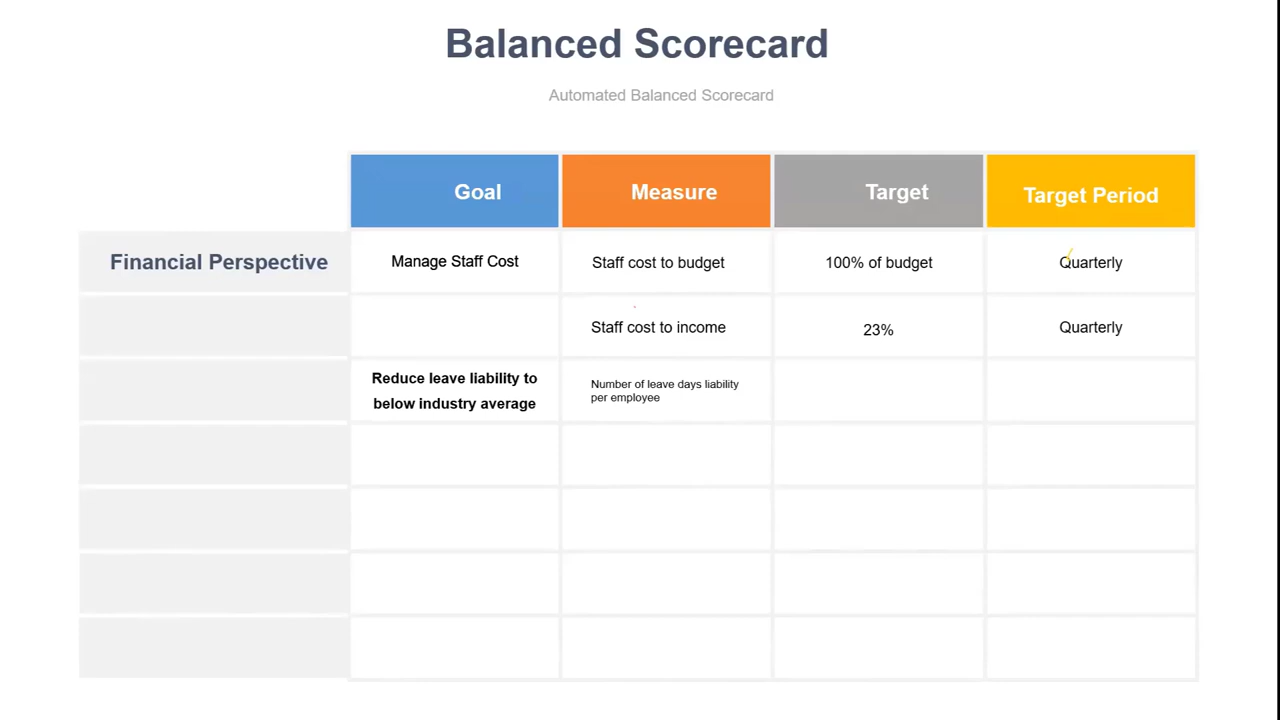 Balanced Scorecard
Automated Balanced Scorecard
Goal
Measure
Target
Target Period
Financial Perspective
Manage Staff Cost
Staff cost to budget
100% of budget
Quarterly
Staff cost to income
23%
Quarterly
Reduce leave liability to
below industry average
Number of leave days liability
per employee